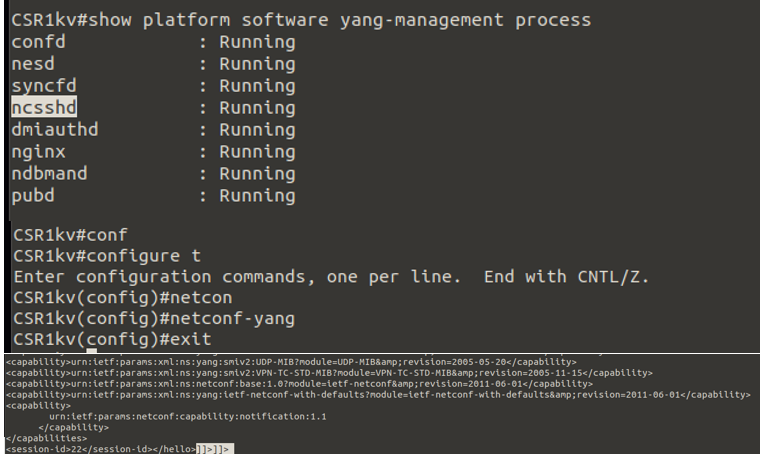 CSR1kv#show platform software yang-management process
confd            : Running
nesd             : Running
syncfd           : Running
ncsshd           : Running
dmiauthd         : Running
nginx            : Running
ndbmand          : Running
pubd             : Running
CSR1kv#conf
CSR1kv#configure t
Enter configuration commands, one per line.  End with CNTL/Z.
CSR1kv(config)#netcon
CSR1kv(config)#netconf-yang
CSR1kv(config)#exit
<capability>urn:ietf:params:xml:ns:yang:smiv2:UDP-MIB?module=UDP-MIB&amp;revision=2005-05-20</capability>
<capability>urn:ietf:params:xml:ns:yang:smiv2:VPN-TC-STD-MIB?module=VPN-TC-STD-MIB&amp;revision=2005-11-15</capability>
<capability>urn:ietf:params:xml:ns:netconf:base:1.0?module=ietf-netconf&amp;revision=2011-06-01</capability>
<capability>urn:ietf:params:xml:ns:yang:ietf-netconf-with-defaults?module=ietf-netconf-with-defaults&amp;revision=2011-06-01</capability>
<capability>
        urn:ietf:params:netconf:capability:notification:1.1
      </capability>
</capabilities>
<session-id>22</session-id></hello>]]>]]>